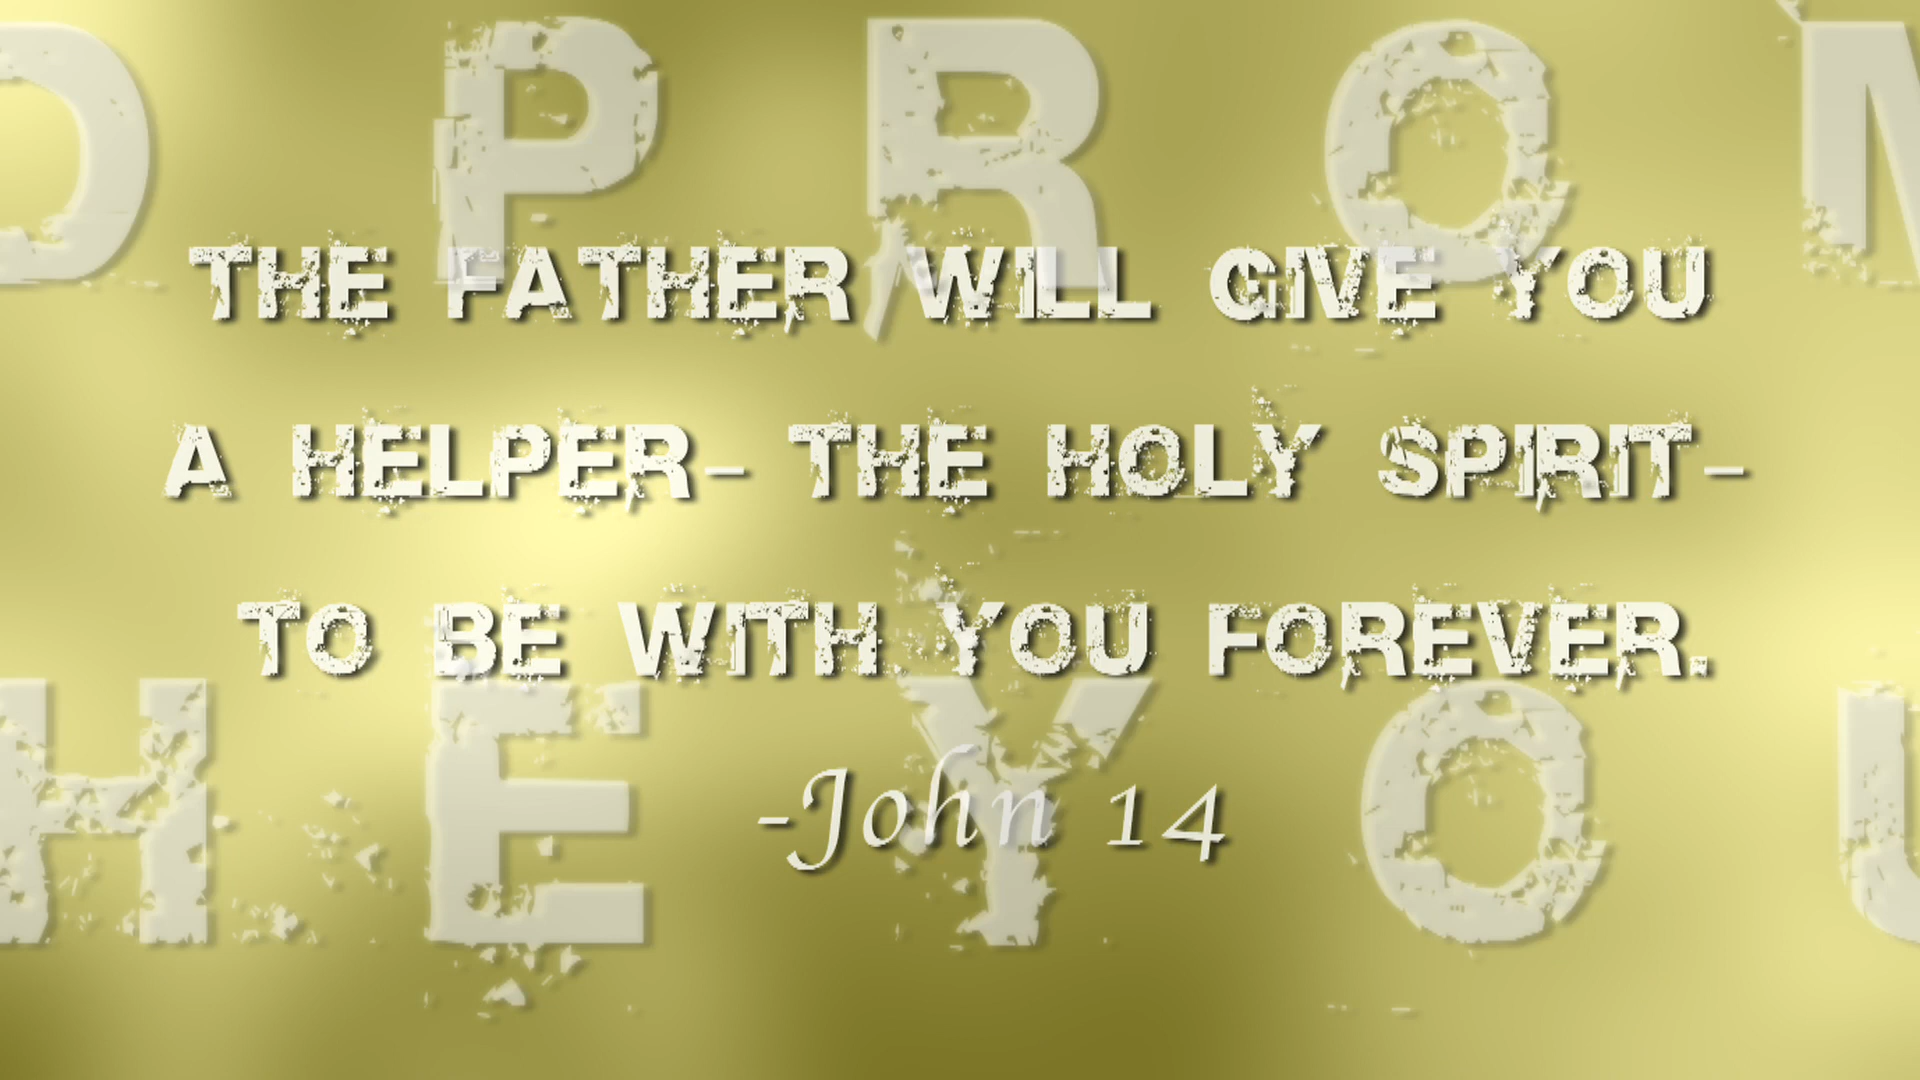 D P R O M
THE FATHER WILL GIVE YOU
A HELPER- THE HOLY SPIRIT-
TO BE WITH YOU FOREVER.
H E Y O U
-John 14